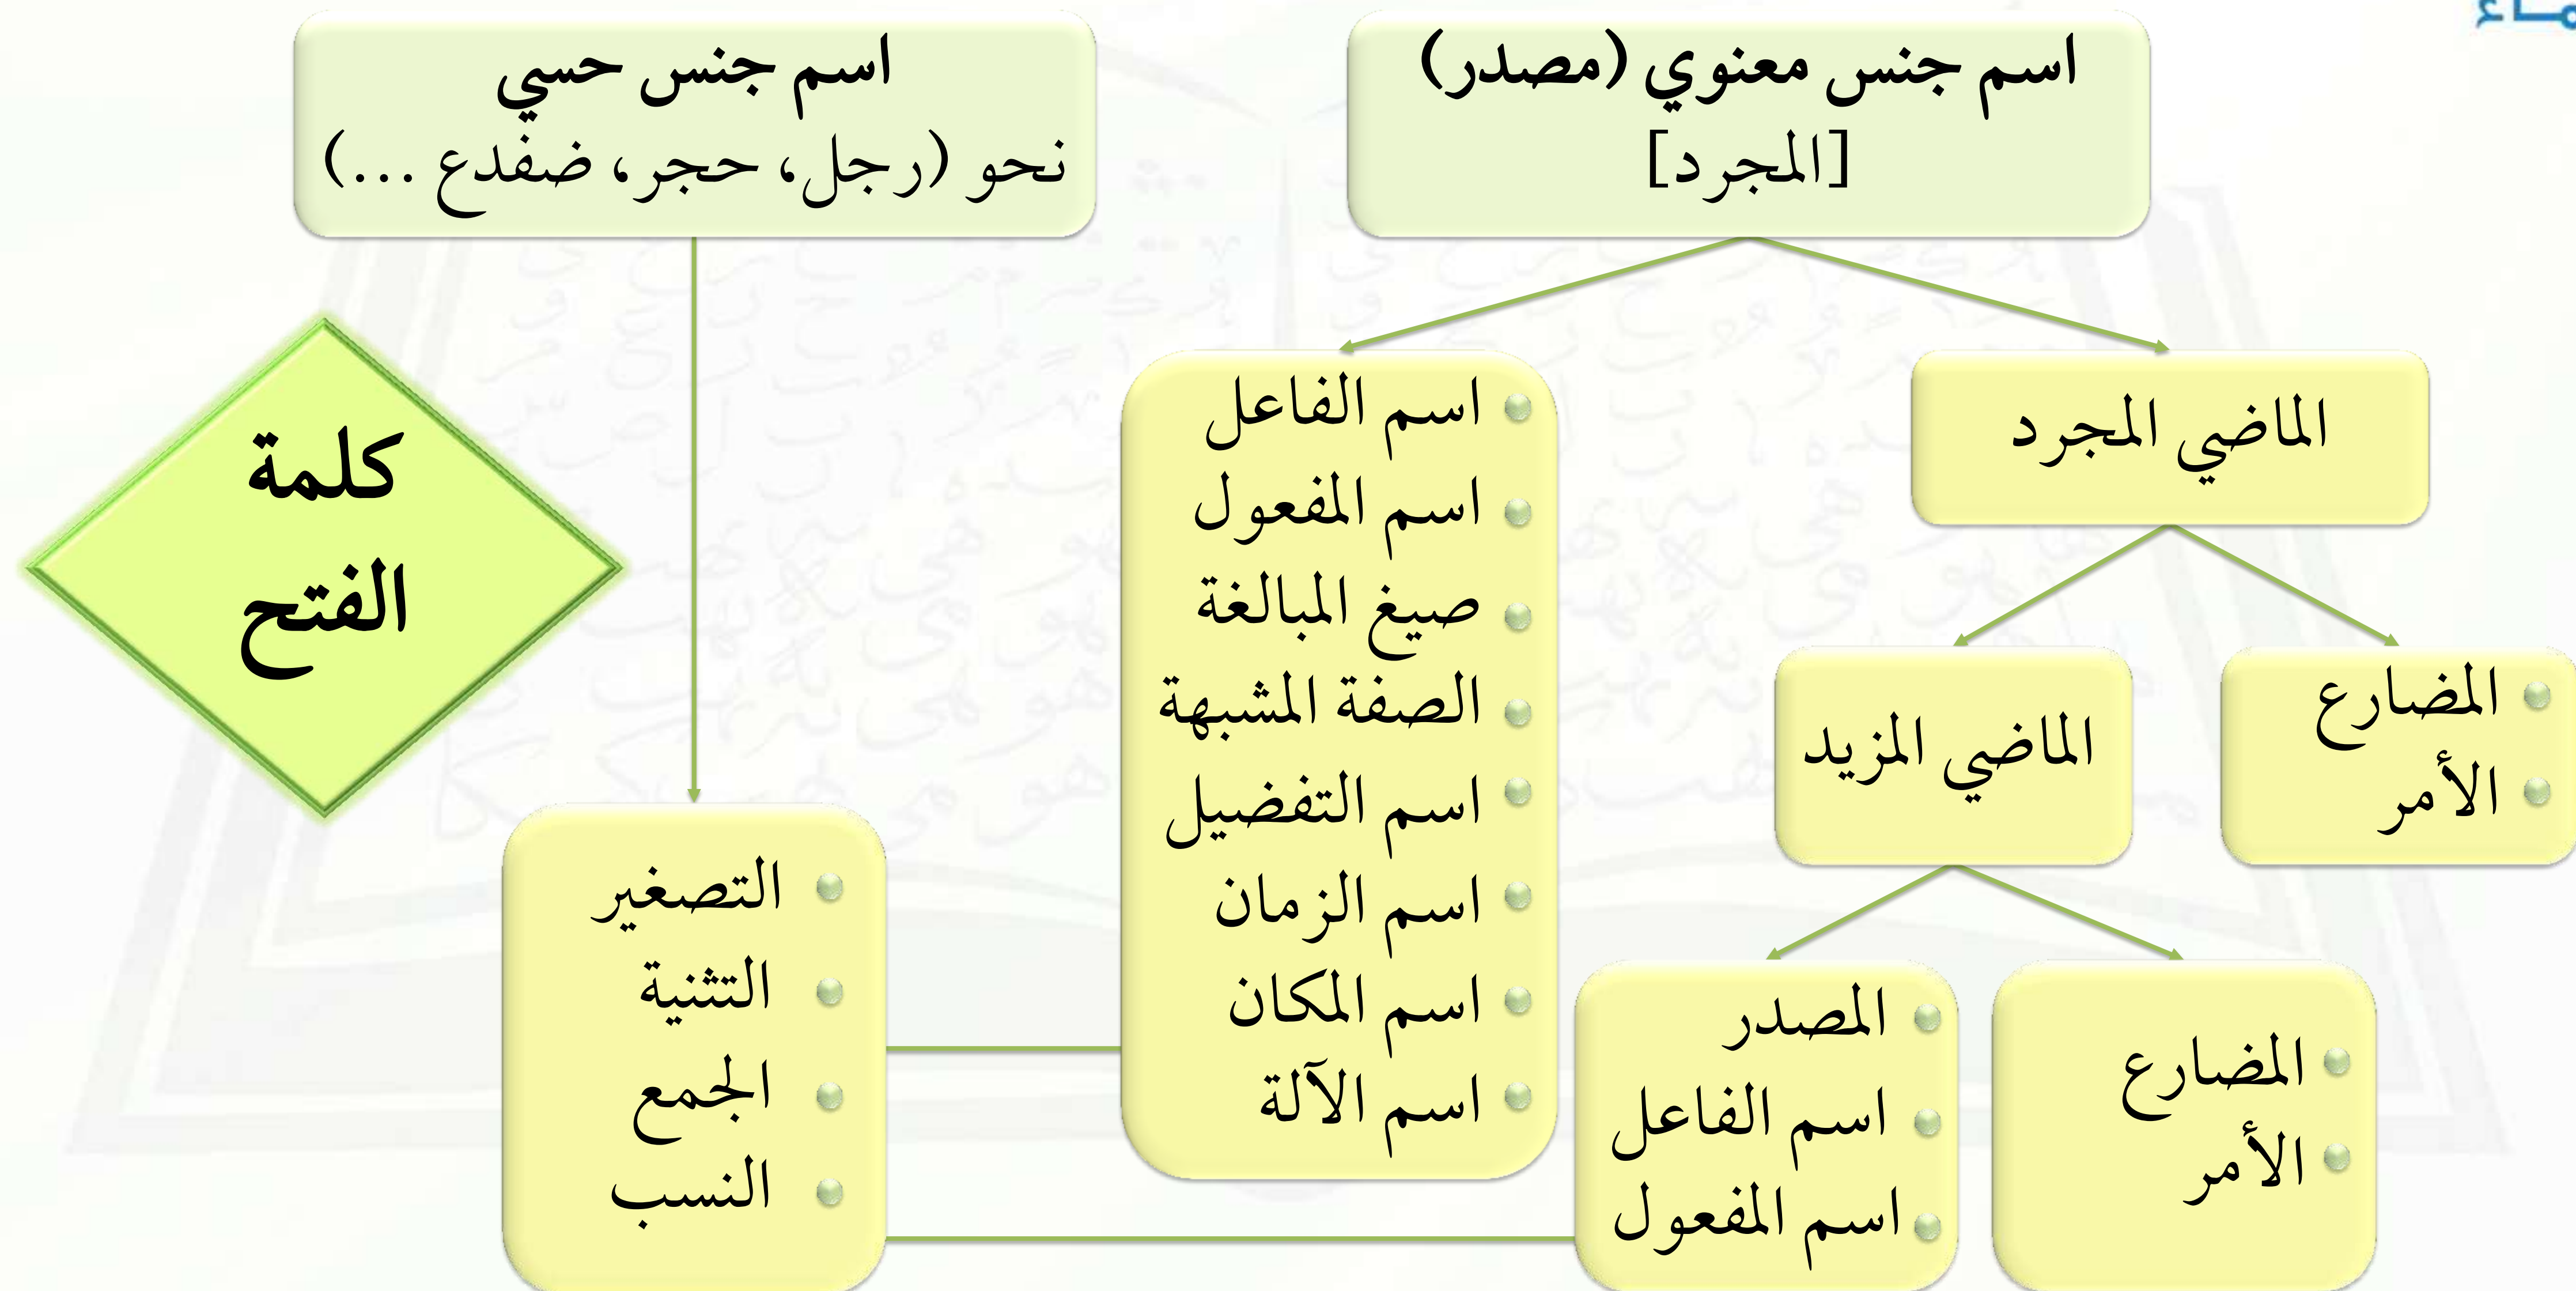 اسم جنس معنوي (مصدر)
[المجرد]
اسم جنس حسي
نحو (رجل، حجر، ضفدع ...)
الماضي المجرد
المضارع
الأمر
الماضي المزيد
المضارع
الأمر
المصدر
اسم الفاعل
اسم المفعول
اسم الفاعل
اسم المفعول
صيغ المبالغة
الصفة المشبهة
اسم التفضيل
اسم الزمان
اسم المكان
اسم الآلة
التصغير
التثنية
الجمع
النسب
كلمة
الفتح